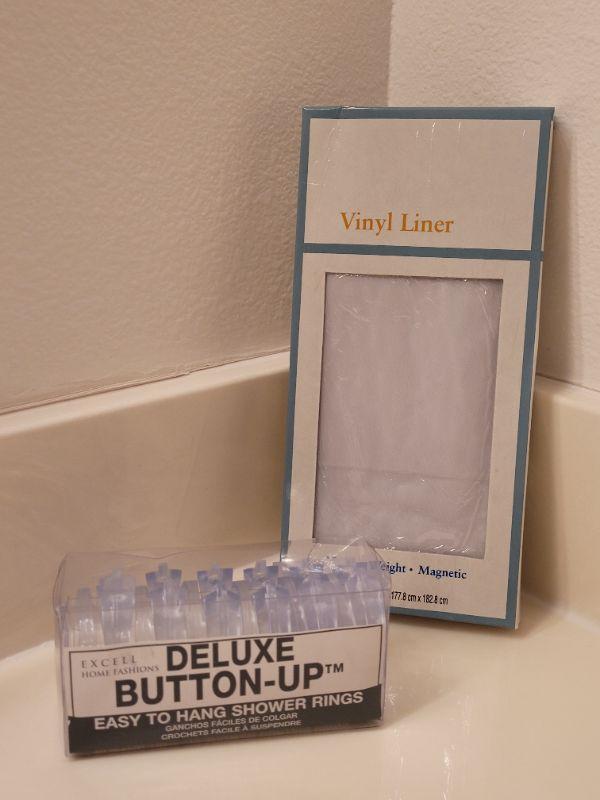 Vinyl Liner
Magnetic
177.8 cm x 182.8 cm
EXCELL
HOME FASHIONS
DELUXE
BUTTON-UP™
EASY TO HANG SHOWER RINGS
GANCHOS FÁCILES DE COLGAR
CROCHETS FACILE À SUSPENDRE